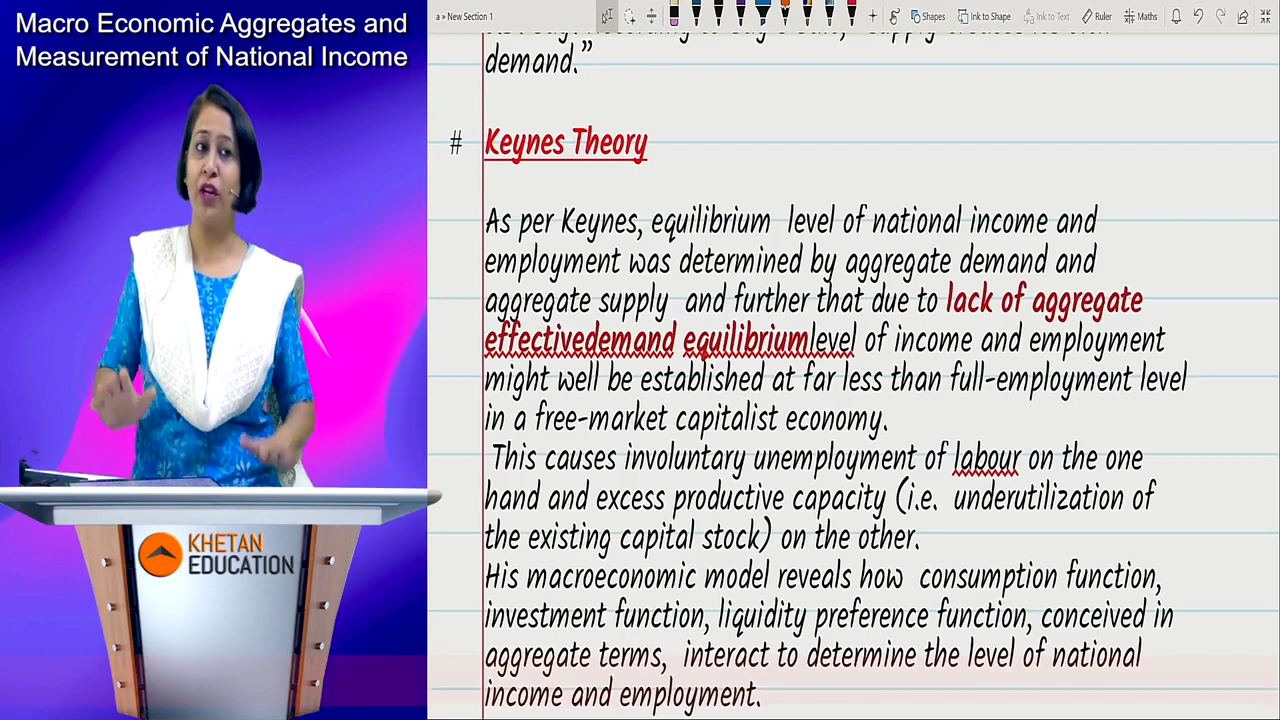 Macro Economic Aggregates and
Measurement of National Income
a » New Section 1
Shapes
Ink to Shape
Ink to Text
Ruler
Maths
demand.”
# Keynes Theory
As per Keynes, equilibrium level of national income and
employment was determined by aggregate demand and
aggregate supply and further that due to lack of aggregate
effectivedemand equilibriumlevel of income and employment
might well be established at far less than full-employment level
in a free-market capitalist economy.
This causes involuntary unemployment of labour on the one
hand and excess productive capacity (i.e. underutilization of
the existing capital stock) on the other.
His macroeconomic model reveals how consumption function,
investment function, liquidity preference function, conceived in
aggregate terms, interact to determine the level of national
income and employment.
KHETAN
EDUCATION